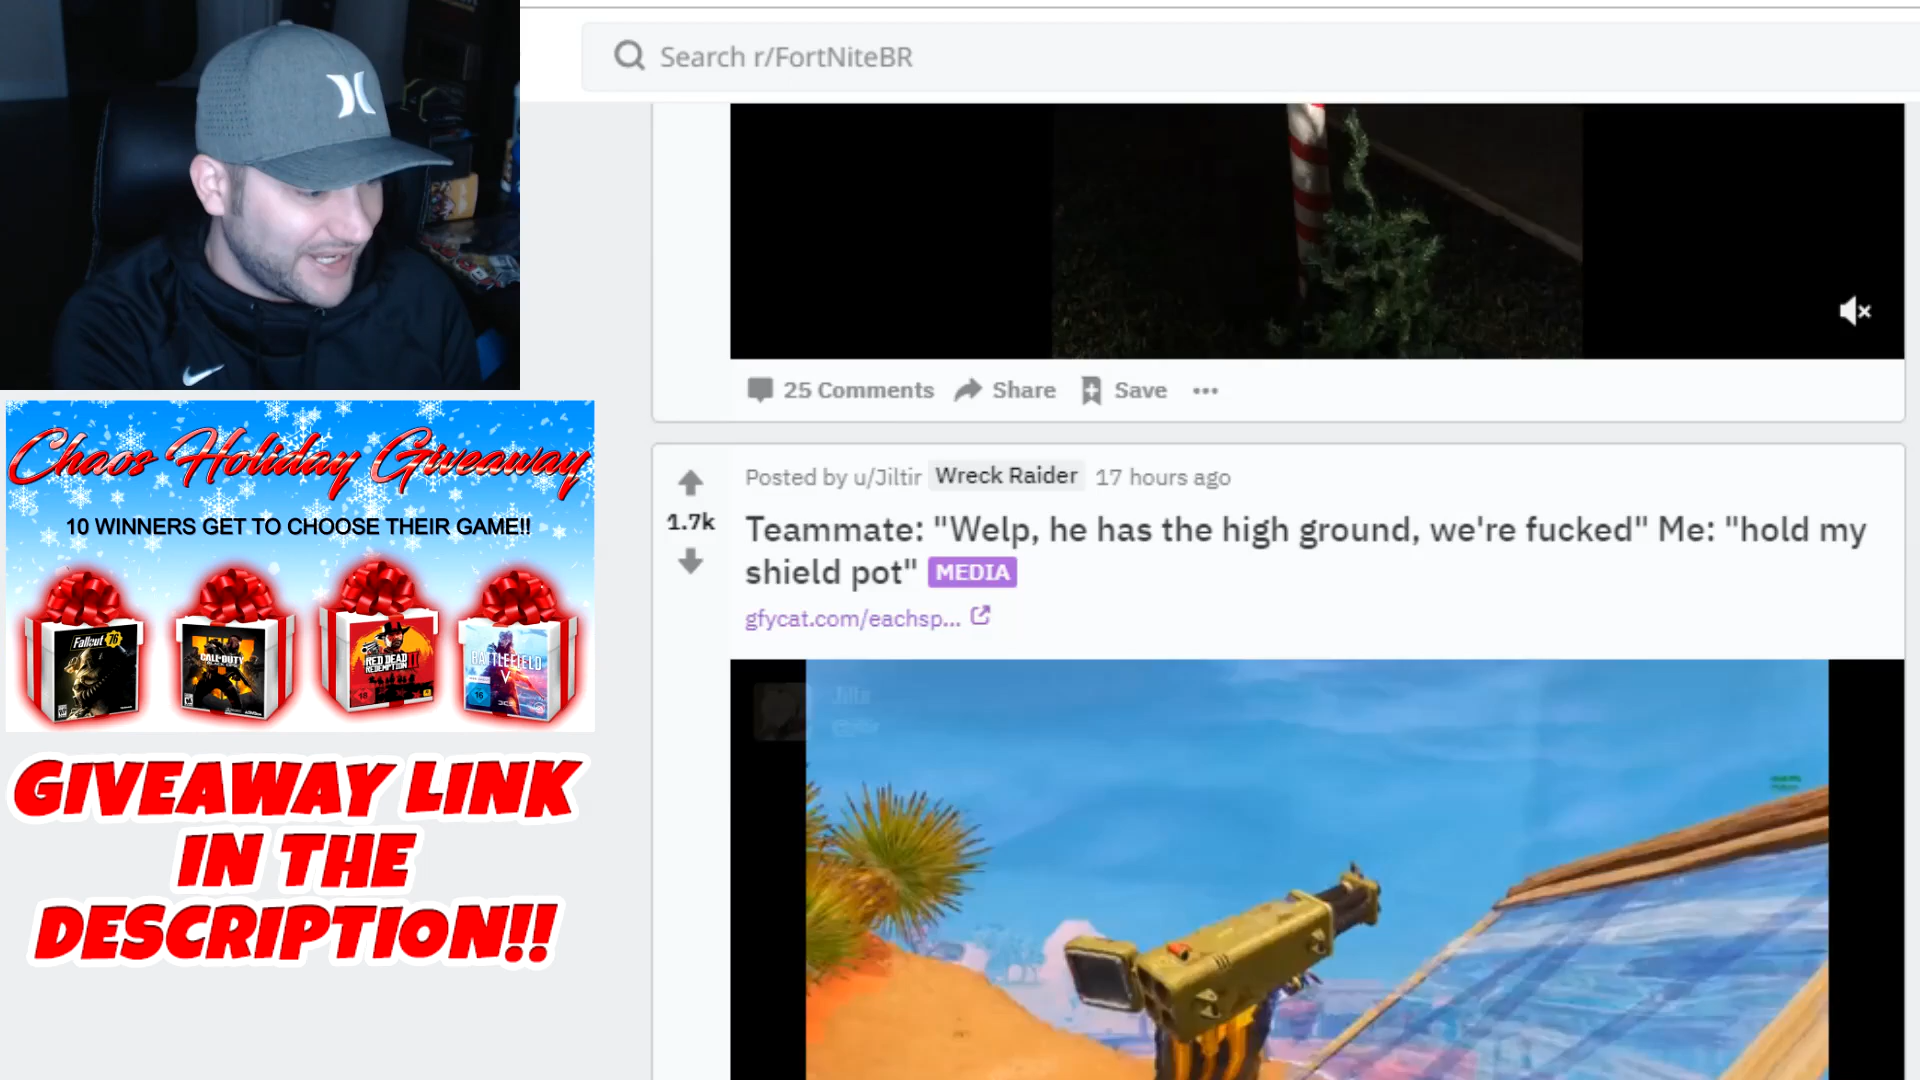 Search r/FortNiteBR
25 Comments Share Save
Posted by u/Jiltir Wreck Raider 17 hours ago
1.7k
Teammate: "Welp, he has the high ground, we're fucked" Me: "hold my
shield pot" MEDIA
gfycat.com/eachsp...
Chaos Holiday Giveaway
10 WINNERS GET TO CHOOSE THEIR GAME!!
Fallout 76
CALL·DUTY
RED DEAD
REDEMPTION II
BATTLEFIELD
V
18
16
GIVEAWAY LINK
IN THE
DESCRIPTION!!